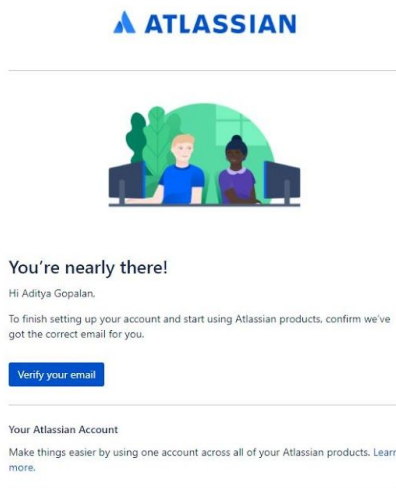 ATLASSIAN
You're nearly there!
Hi Aditya Gopalan,
To finish setting up your account and start using Atlassian products, confirm we've
got the correct email for you.
Verify your email
Your Atlassian Account
Make things easier by using one account across all of your Atlassian products. Learn
more.